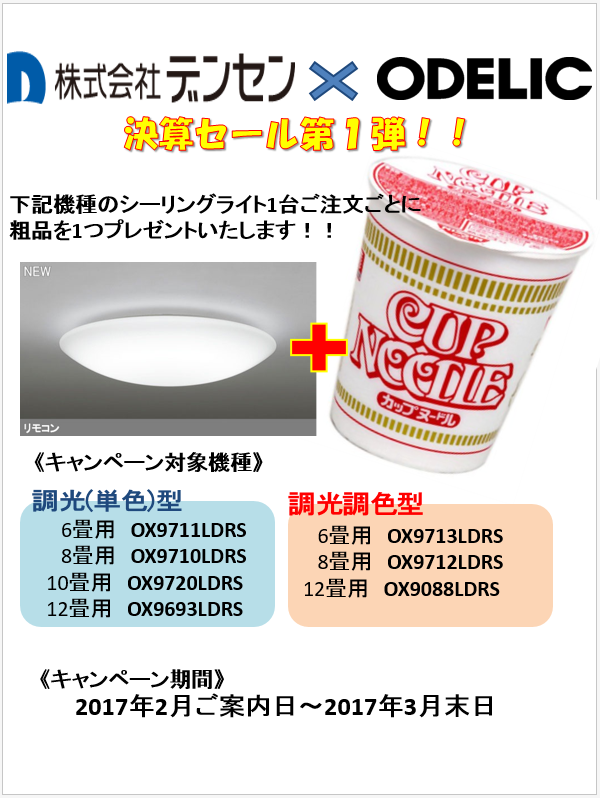 株式会社デンセン × ODELIC
決算セール第1弾！！
下記機種のシーリングライト1台ご注文ごとに
粗品を1つプレゼントいたします！！
NEW
リモコン
CUP NOODLE
CUP
NOODLE
カップヌードル
《キャンペーン対象機種》
調光(単色)型
6畳用 OX9711LDRS
8畳用 OX9710LDRS
10畳用 OX9720LDRS
12畳用 OX9693LDRS
調光調色型
6畳用 OX9713LDRS
8畳用 OX9712LDRS
12畳用 OX9088LDRS
《キャンペーン期間》
2017年2月ご案内日～2017年3月末日